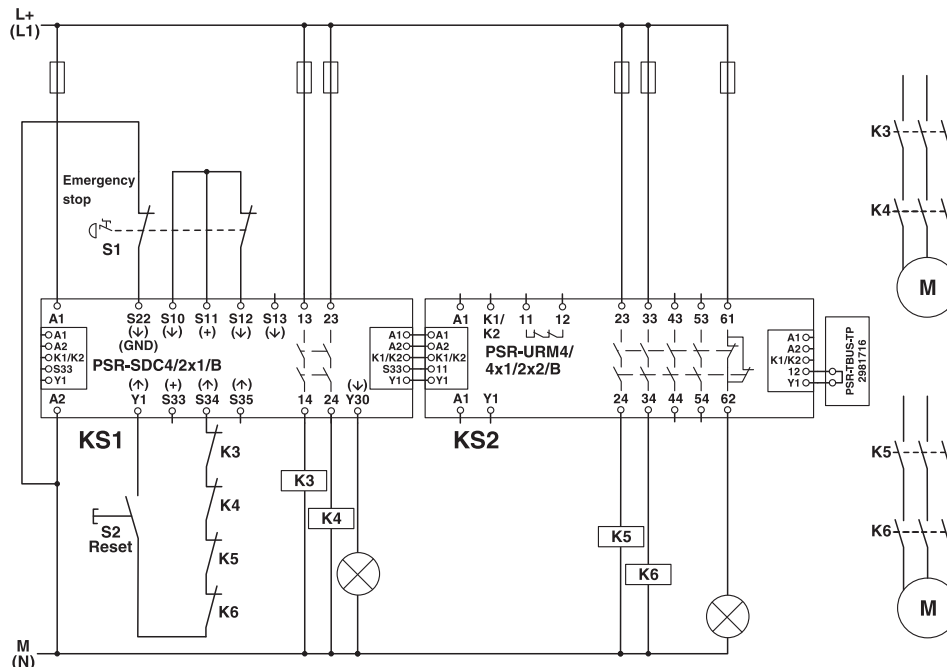 L+
(L1)
Emergency
stop
S1
K3
K4
M
A1
S22
S10
S11
S12
S13
13
23
(↓)
(↓)
(+)
(↓)
(↓)
(GND)
A1
A2
K1/K2
S33
Y1
PSR-SDC4/2x1/B
A1
A2
K1/K2
S33
Y1
(↑)
(+)
(↑)
(↑)
(↓)
A2
Y1
S33
S34
S35
14
24
Y30
KS1
A1
K1/
K2
11
12
23
33
43
53
61
A1
A2
K1/K2
11
Y1
PSR-URM4/
4x1/2x2/B
A1
A2
K1/K2
12
Y1
PSR-TBUS-TP
2981716
A1
Y1
24
34
44
54
62
KS2
K3
K4
K5
K6
S2
Reset
K3
K4
K5
K6
K5
K6
M
M
(N)